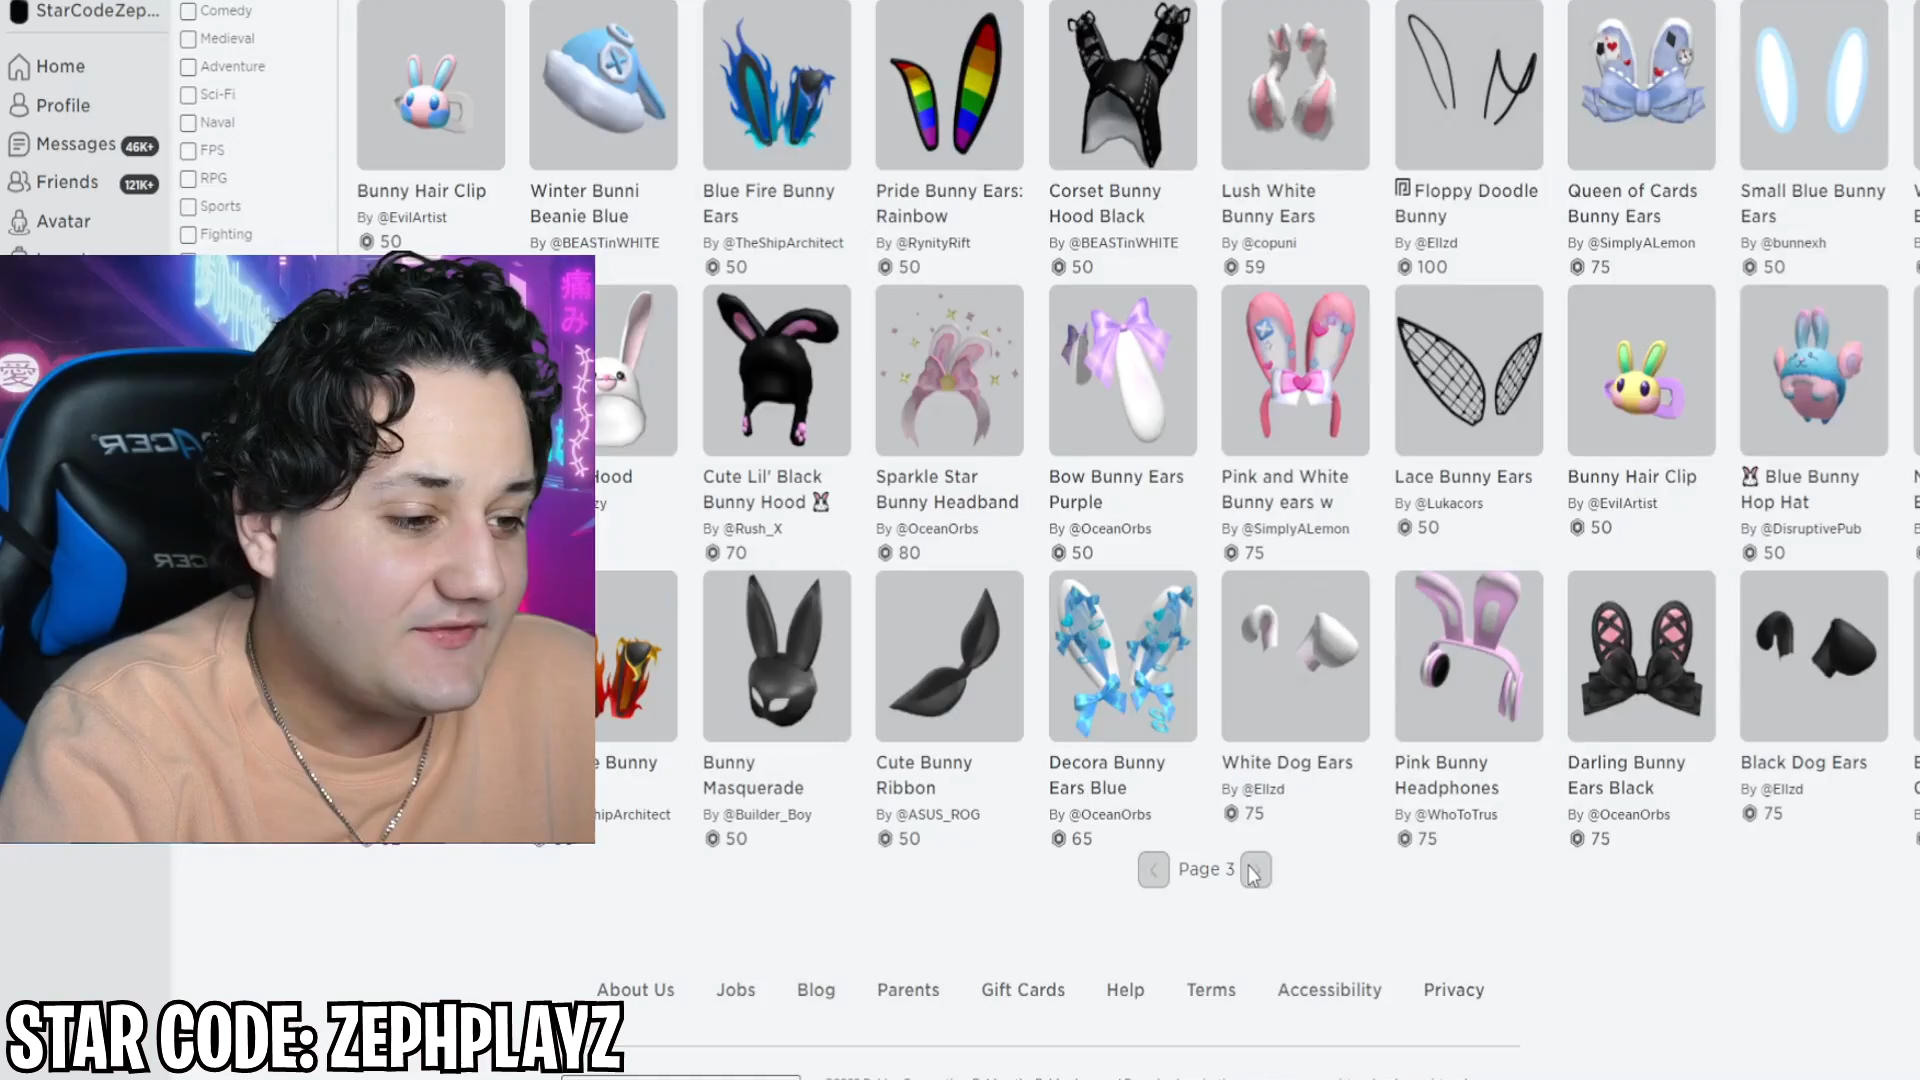 StarCodeZep...
Home
Profile
Messages 46K+
Friends 121K+
Avatar
Comedy
Medieval
Adventure
Sci-Fi
Naval
FPS
RPG
Sports
Fighting
Bunny Hair Clip
By @EvilArtist
50
Winter Bunni
Beanie Blue
By @BEASTinWHITE
Blue Fire Bunny
Ears
By @TheShipArchitect
50
Pride Bunny Ears:
Rainbow
By @RynityRift
50
Corset Bunny
Hood Black
By @BEASTinWHITE
50
Lush White
Bunny Ears
By @copuni
59
Floppy Doodle
Bunny
By @Ellzd
100
Queen of Cards
Bunny Ears
By @SimplyALemon
75
Small Blue Bunny
Ears
By @bunnexh
50
痛
み
愛
ACER
ACER
Cute Lil' Black
Bunny Hood 🐰
By @Rush_X
70
Sparkle Star
Bunny Headband
By @OceanOrbs
80
Bow Bunny Ears
Purple
By @OceanOrbs
50
Pink and White
Bunny ears w
By @SimplyALemon
75
Lace Bunny Ears
By @Lukacors
50
Bunny Hair Clip
By @EvilArtist
50
🐰 Blue Bunny
Hop Hat
By @DisruptivePub
50
Bunny
hipArchitect
Bunny
Masquerade
By @Builder_Boy
50
Cute Bunny
Ribbon
By @ASUS_ROG
50
Decora Bunny
Ears Blue
By @OceanOrbs
65
White Dog Ears
By @Ellzd
75
Pink Bunny
Headphones
By @WhoToTrus
75
Darling Bunny
Ears Black
By @OceanOrbs
75
Black Dog Ears
By @Ellzd
75
Page 3
About Us
Jobs
Blog
Parents
Gift Cards
Help
Terms
Accessibility
Privacy
STAR CODE: ZEPHPLAYZ